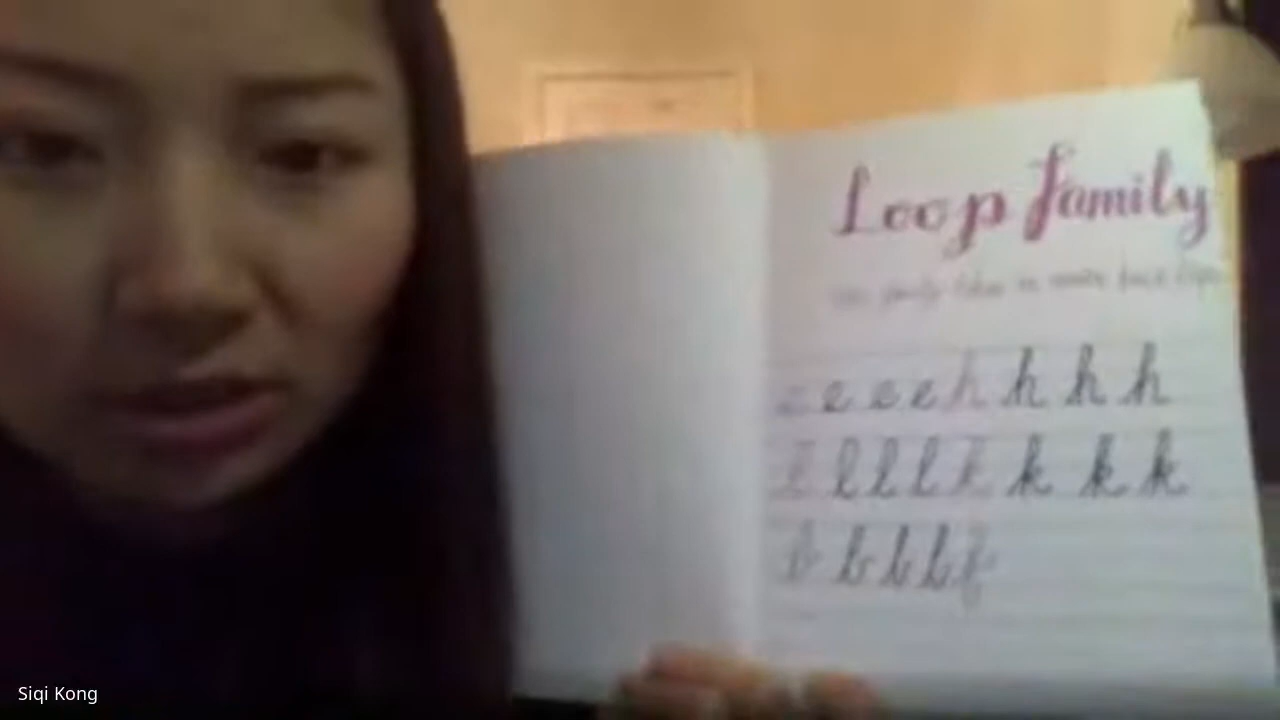 Loop family
e e e e h h h h
l l l l k k k k
b b b b f
Siqi Kong